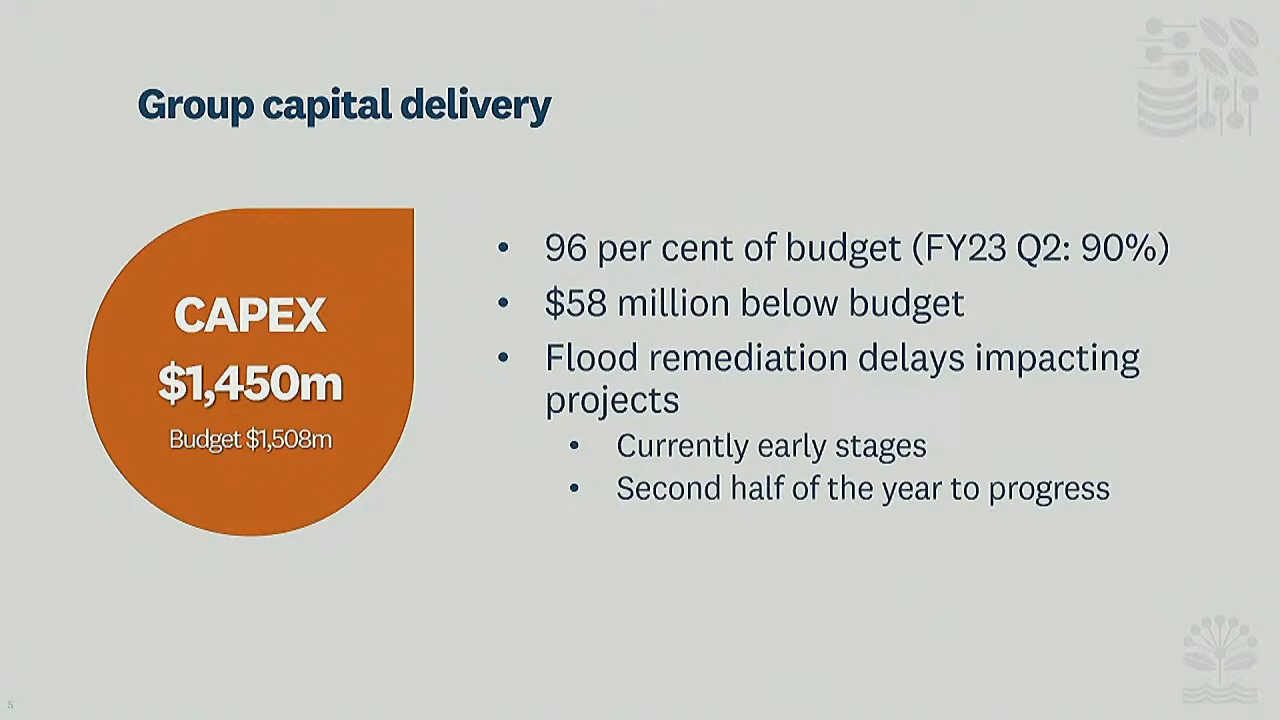 Group capital delivery
CAPEX
$1,450m
Budget $1,508m
• 96 per cent of budget (FY23 Q2: 90%)
• $58 million below budget
• Flood remediation delays impacting
projects
• Currently early stages
• Second half of the year to progress
5